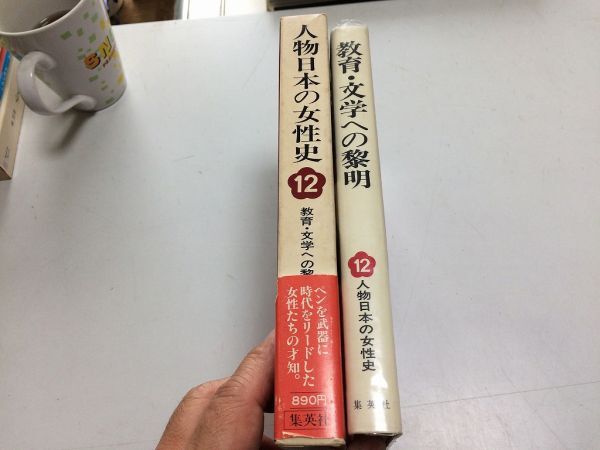 人物日本の女性史
12
教育・文学への黎
ペンを武器に
時代をリードした
女性たちの才知。
890円
集英社
教育・文学への黎明
12
人物日本の女性史
集英社